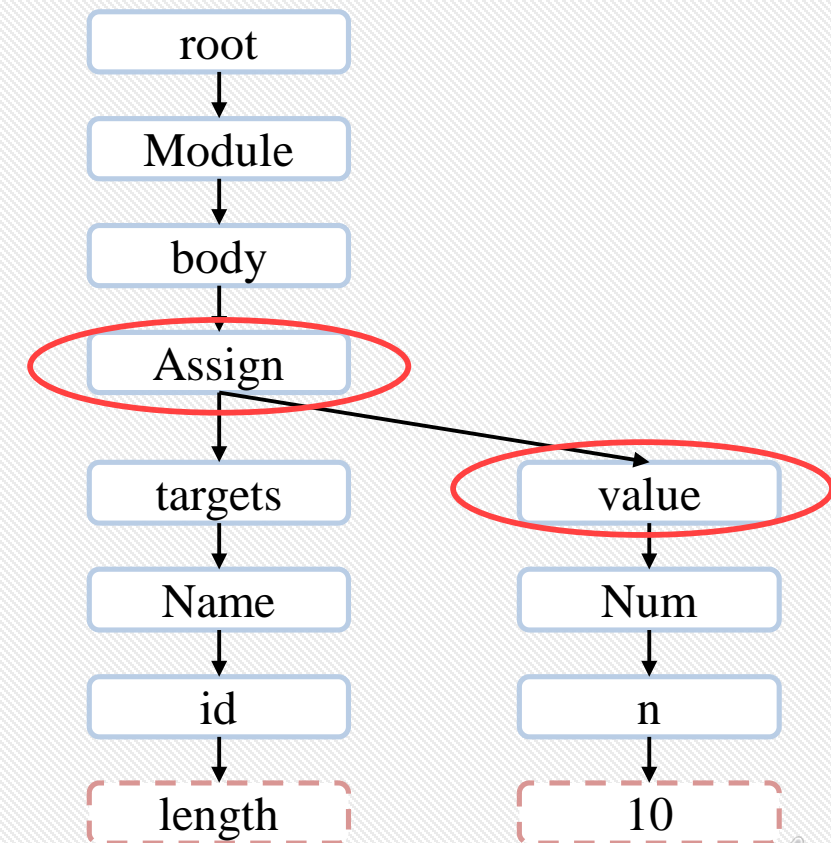 root
Module
body
Assign
targets
value
Name
Num
id
n
length
10